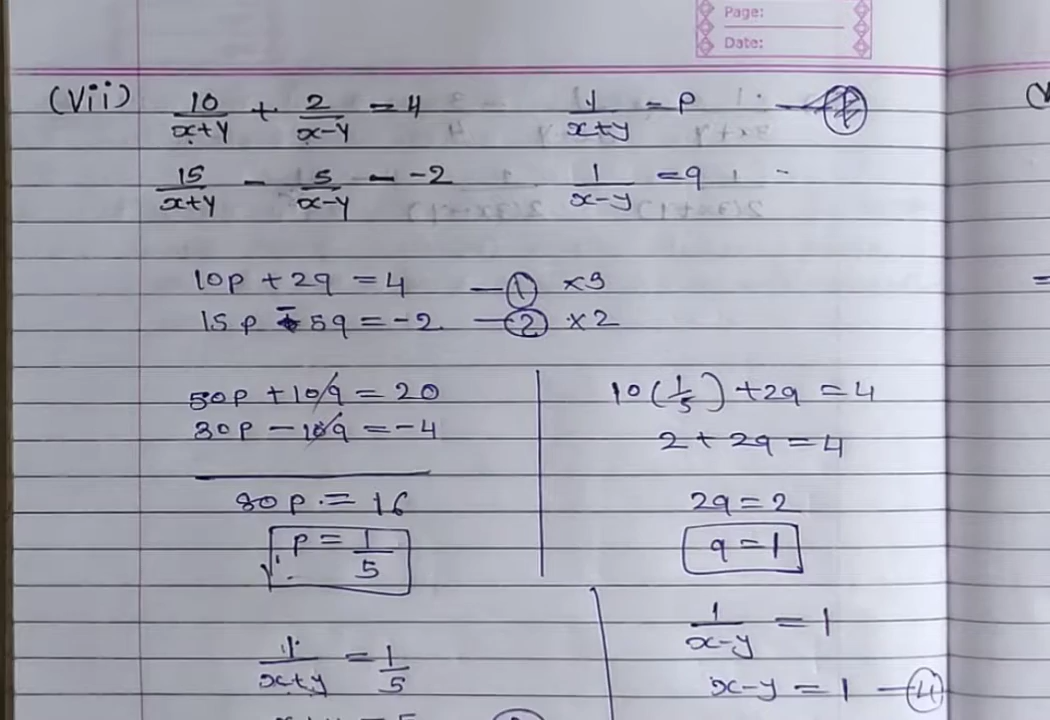 Page:
Date:
(vii) 10/(x+y) + 2/(x-y) = 4    1/(x+y) = p
15/(x+y) - 5/(x-y) = -2    1/(x-y) = q
10p + 2q = 4 — ①
15p - 5q = -2 — ② ×2
50p + 10q = 20
30p - 10q = -4
80p = 16
p = 1/5
10(1/5) + 2q = 4
2 + 2q = 4
2q = 2
q = 1
1/(x+y) = 1/5
1/(x-y) = 1
x-y = 1 — ④